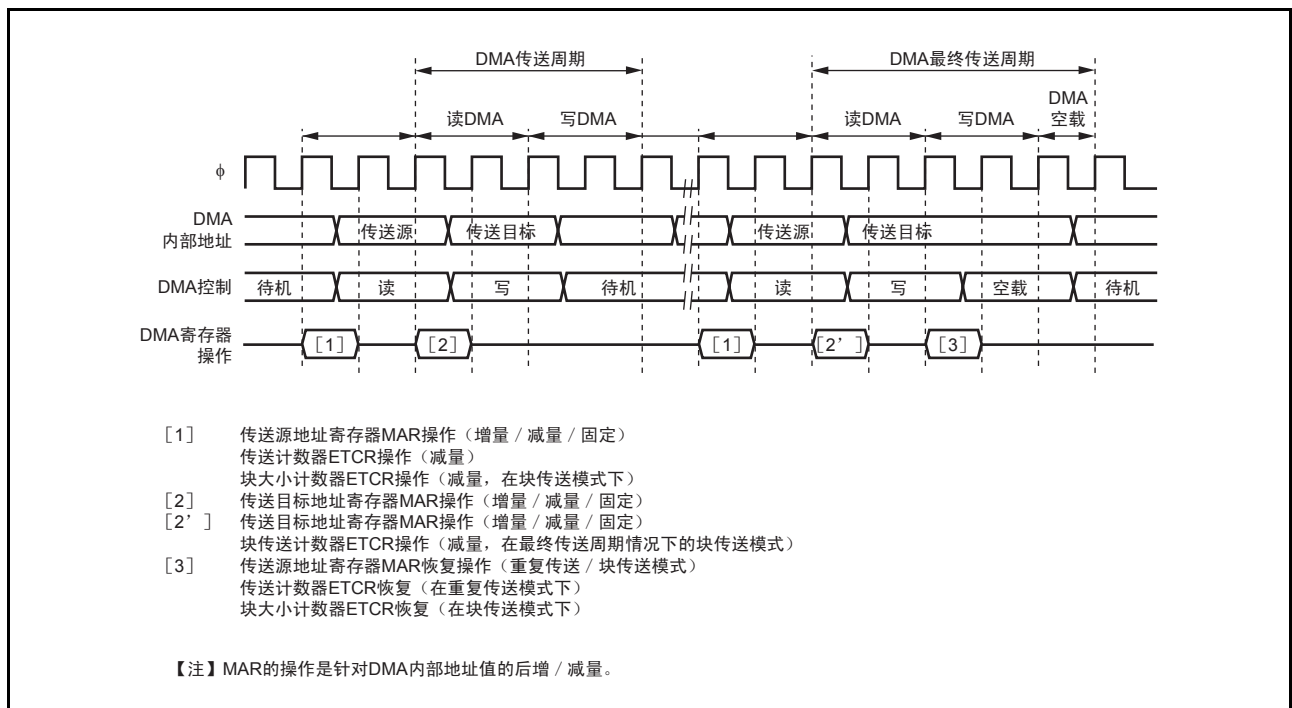 DMA传送周期 DMA最终传送周期
DMA
读DMA 写DMA 读DMA 写DMA 空载
φ
DMA
内部地址 传送源 传送目标 传送源 传送目标
DMA控制 待机 读 写 待机 读 写 空载 待机
DMA寄存器
操作 [1] [2] [1] [2’] [3]
[1] 传送源地址寄存器MAR操作（增量／减量／固定）
传送计数器ETCR操作（减量）
块大小计数器ETCR操作（减量，在块传送模式下）
[2] 传送目标地址寄存器MAR操作（增量／减量／固定）
[2’] 传送目标地址寄存器MAR操作（增量／减量／固定）
块传送计数器ETCR操作（减量，在最终传送周期情况下的块传送模式）
[3] 传送源地址寄存器MAR恢复操作（重复传送／块传送模式）
传送计数器ETCR恢复（在重复传送模式下）
块大小计数器ETCR恢复（在块传送模式下）
【注】MAR的操作是针对DMA内部地址值的后增／减量。